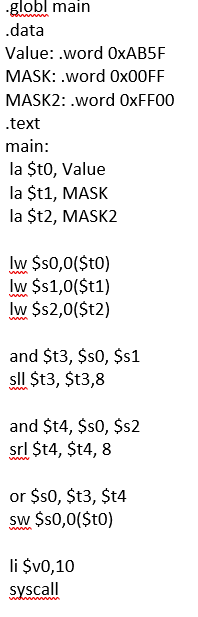 .globl main
.data
Value: .word 0xAB5F
MASK: .word 0x00FF
MASK2: .word 0xFF00
.text
main:
la $t0, Value
la $t1, MASK
la $t2, MASK2
lw $s0,0($t0)
lw $s1,0($t1)
lw $s2,0($t2)
and $t3, $s0, $s1
sll $t3, $t3,8
and $t4, $s0, $s2
srl $t4, $t4, 8
or $s0, $t3, $t4
sw $s0,0($t0)
li $v0,10
syscall